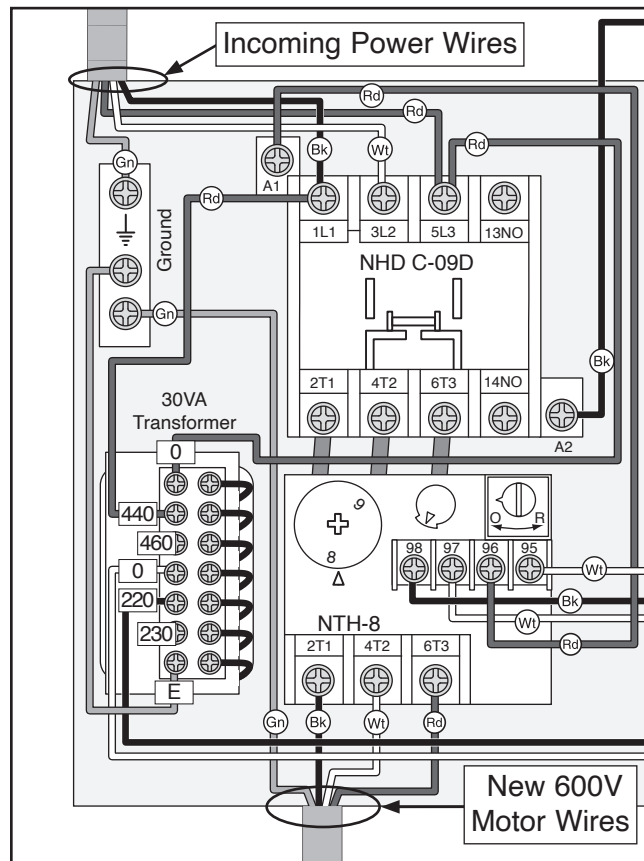 Incoming Power Wires
Rd
Rd
Rd
Bk
Wt
Gn
A1
Rd
Ground
1L1 3L2 5L3 13NO
NHD C-09D
Gn
Bk
2T1 4T2 6T3 14NO
A2
30VA
Transformer
0
440
460
0
220
230
E
9
8
O R
98 97 96 95
Wt
Bk
Wt
Rd
NTH-8
2T1 4T2 6T3
Gn Bk Wt Rd
New 600V
Motor Wires